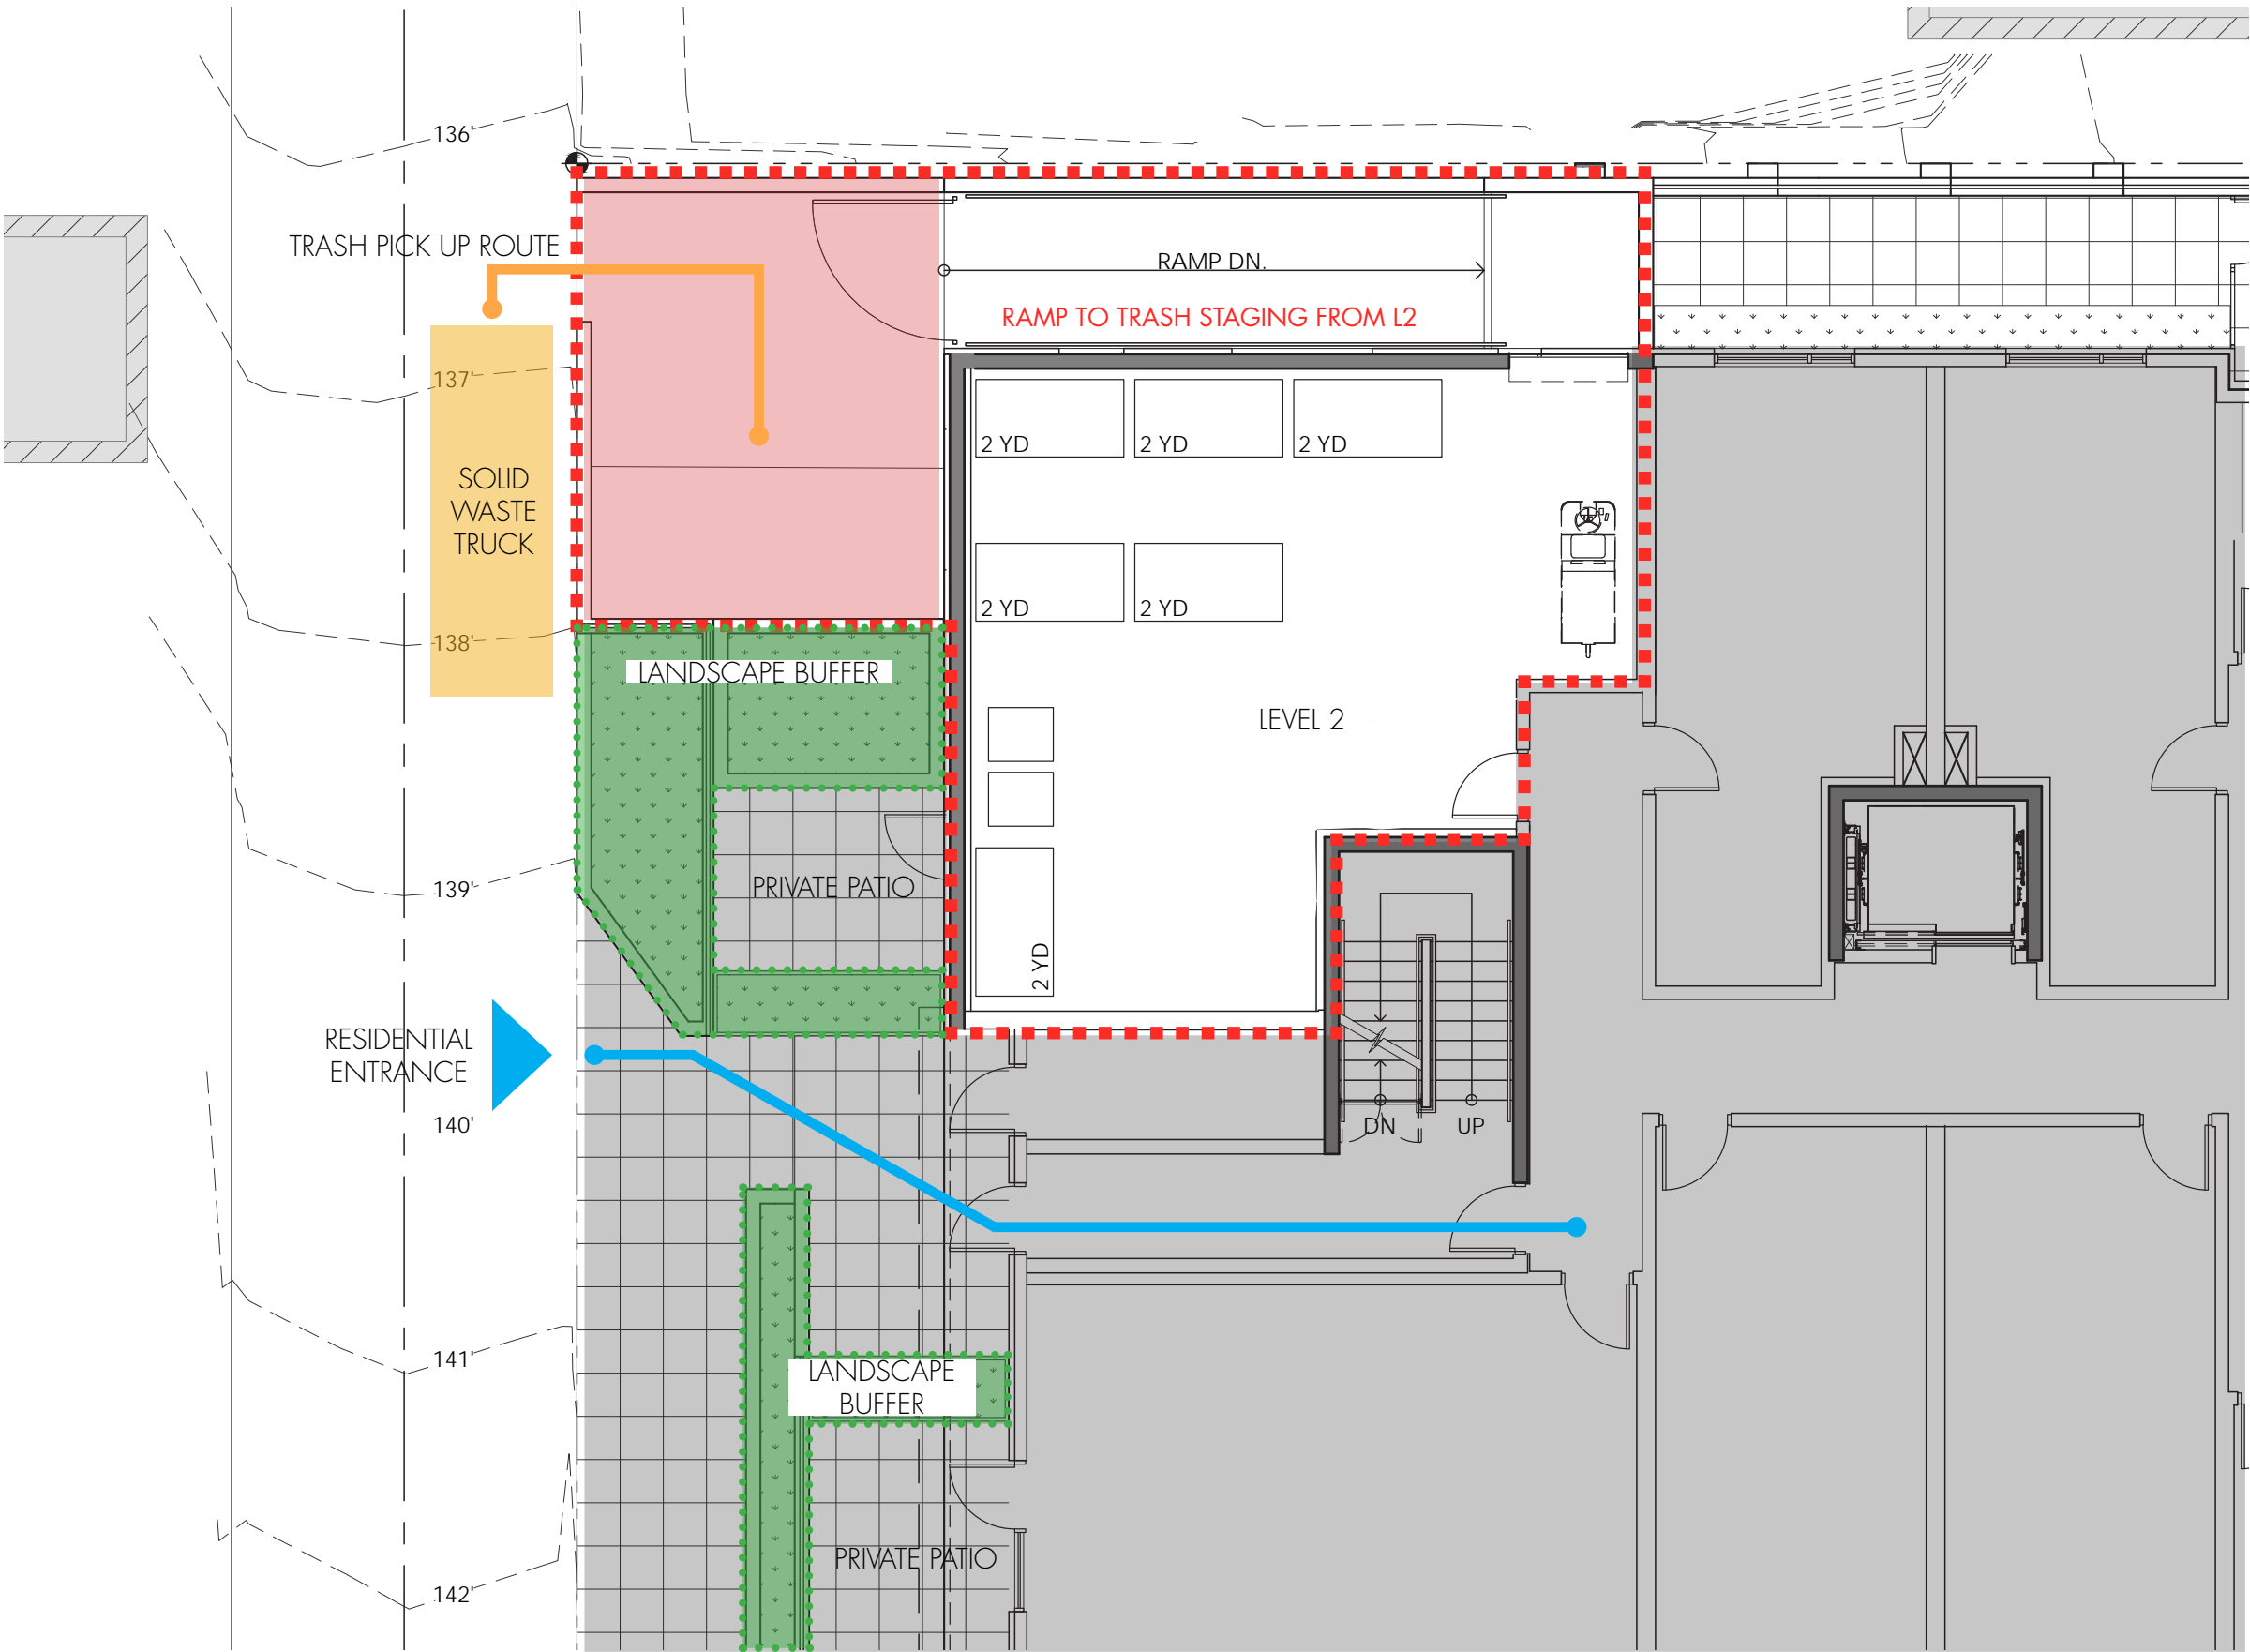 136'
TRASH PICK UP ROUTE
RAMP DN.
RAMP TO TRASH STAGING FROM L2
137'
2 YD
2 YD
2 YD
SOLID
WASTE
TRUCK
2 YD
2 YD
138'
LANDSCAPE BUFFER
LEVEL 2
139'
PRIVATE PATIO
2 YD
RESIDENTIAL
ENTRANCE
140'
DN
UP
141'
LANDSCAPE
BUFFER
PRIVATE PATIO
142'